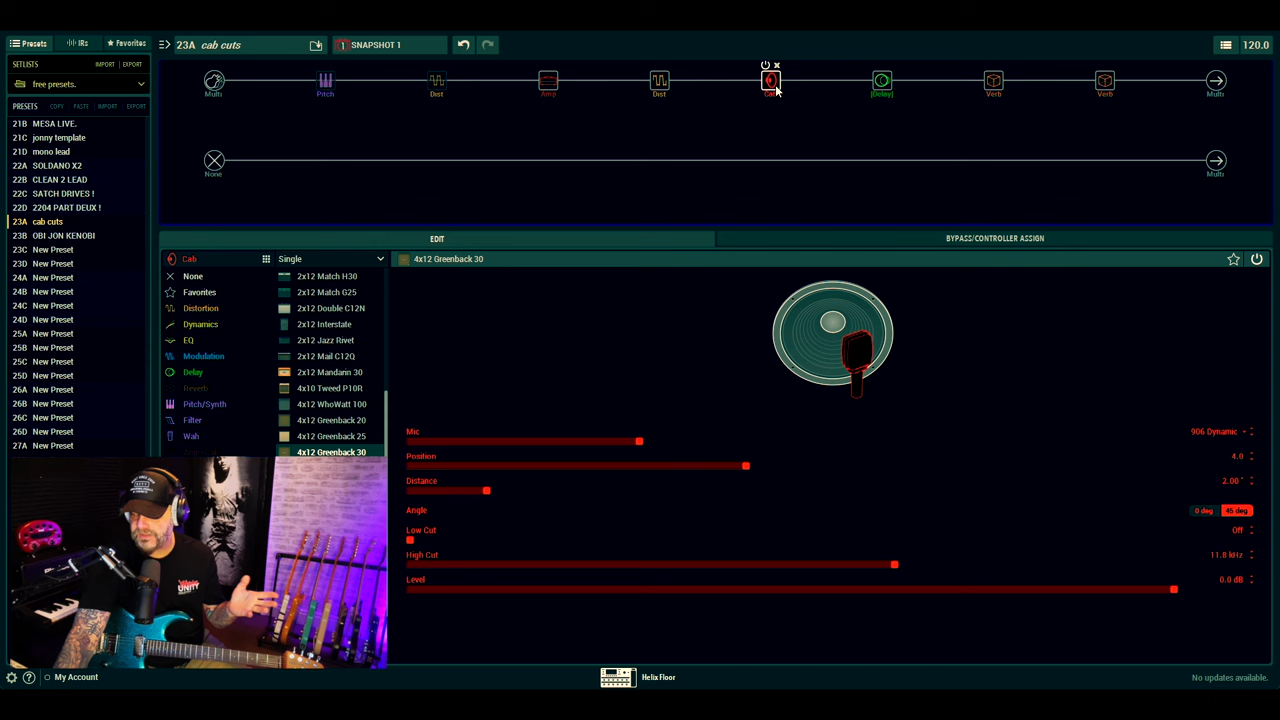 Presets IRs Favorites
23A cab cuts
1 SNAPSHOT 1
120.0
SETLISTS IMPORT EXPORT
free presets.
PRESETS COPY PASTE IMPORT EXPORT
21B MESA LIVE.
21C jonny template
21D mono lead
22A SOLDANO X2
22B CLEAN 2 LEAD
22C SATCH DRIVES !
22D 2204 PART DEUX !
23A cab cuts
23B OBI JON KENOBI
23C New Preset
23D New Preset
24A New Preset
24B New Preset
24C New Preset
24D New Preset
25A New Preset
25B New Preset
25C New Preset
25D New Preset
26A New Preset
26B New Preset
26C New Preset
26D New Preset
27A New Preset
Multi Pitch Dist Amp Dist Cab |Delay| Verb Verb Multi
None Multi
EDIT
BYPASS/CONTROLLER ASSIGN
Cab
Single
None
Favorites
Distortion
Dynamics
EQ
Modulation
Delay
Reverb
Pitch/Synth
Filter
Wah
2x12 Match H30
2x12 Match G25
2x12 Double C12N
2x12 Interstate
2x12 Jazz Rivet
2x12 Mail C12Q
2x12 Mandarin 30
4x10 Tweed P10R
4x12 WhoWatt 100
4x12 Greenback 20
4x12 Greenback 25
4x12 Greenback 30
4x12 Greenback 30
Mic 906 Dynamic
Position 4.0
Distance 2.00"
Angle 0 deg 45 deg
Low Cut Off
High Cut 11.8 kHz
Level 0.0 dB
UNITY
My Account
Helix Floor
No updates available.